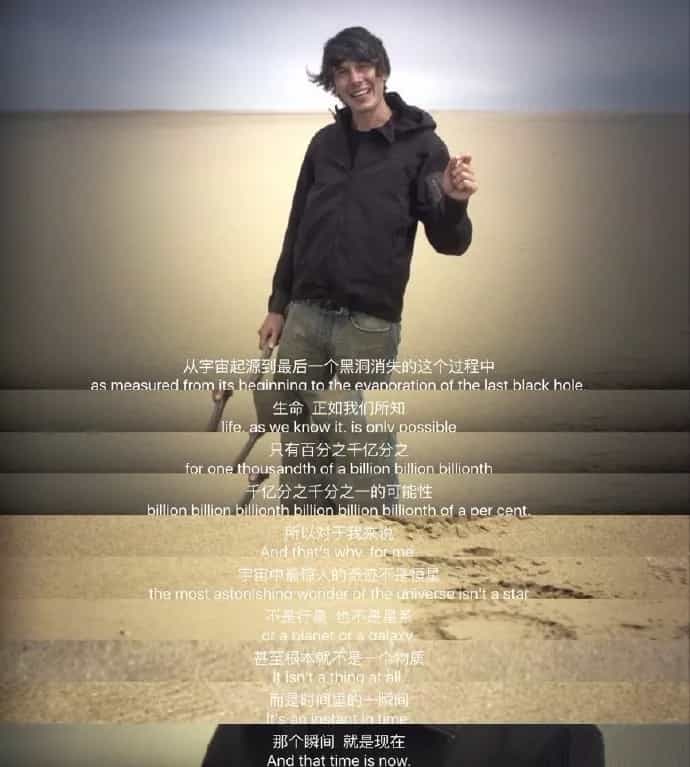 从宇宙起源到最后一个黑洞消失的这个过程中
as measured from its beginning to the evaporation of the last black hole,
生命 正如我们所知
life, as we know it, is only possible
只有百分之千亿分之
for one thousandth of a billion billion billionth
千亿分之千分之一的可能性
billion billion billionth billion billion billionth of a per cent.
所以对于我来说
And that's why, for me
宇宙中最惊人的奇迹不是恒星
the most astonishing wonder of the universe isn't a star
不是行星 也不是星系
or a planet or a galaxy
甚至根本就不是一个物质
It isn't a thing at all
而是时间里的一瞬间
It's an instant in time
那个瞬间 就是现在
And that time is now.